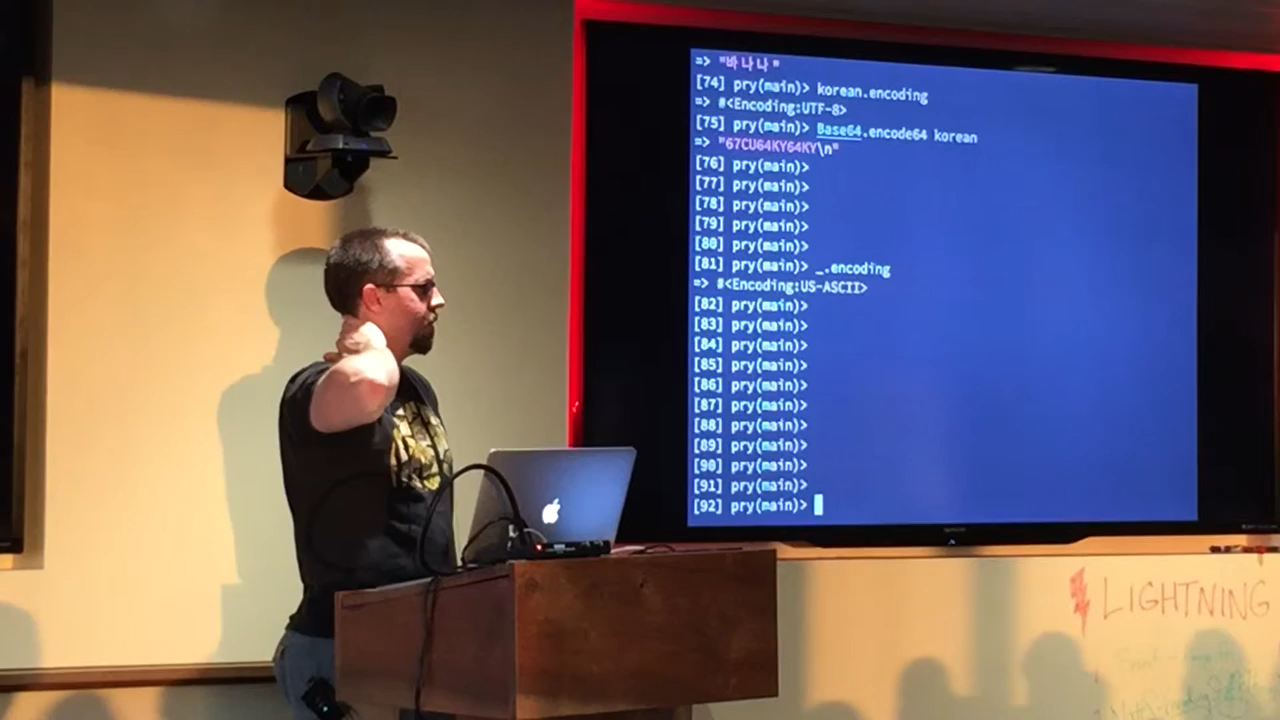 => "바나나"
[74] pry(main)> korean.encoding
=> #<Encoding:UTF-8>
[75] pry(main)> Base64.encode64 korean
=> "67CU64KY64KY\n"
[76] pry(main)>
[77] pry(main)>
[78] pry(main)>
[79] pry(main)>
[80] pry(main)>
[81] pry(main)> _.encoding
=> #<Encoding:US-ASCII>
[82] pry(main)>
[83] pry(main)>
[84] pry(main)>
[85] pry(main)>
[86] pry(main)>
[87] pry(main)>
[88] pry(main)>
[89] pry(main)>
[90] pry(main)>
[91] pry(main)>
[92] pry(main)>
LIGHTNING